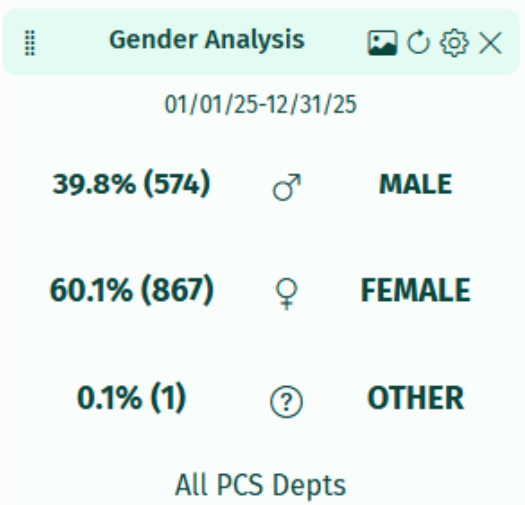 Gender Analysis
01/01/25-12/31/25
39.8% (574) MALE
60.1% (867) FEMALE
0.1% (1) ? OTHER
All PCS Depts